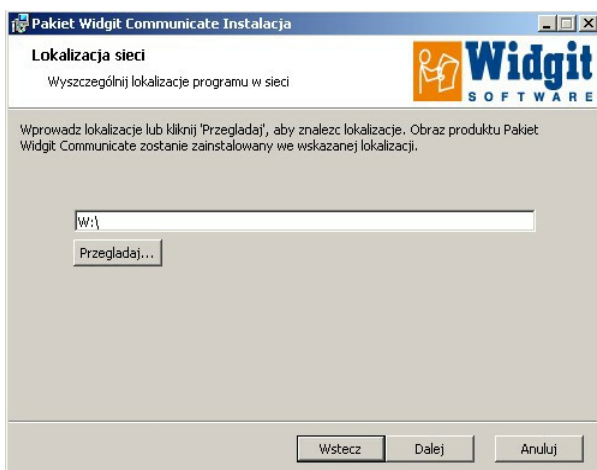 Pakiet Widgit Communicate Instalacja
Lokalizacja sieci
Wyszczególnij lokalizacje programu w sieci
Widgit
SOFTWARE
Wprowadz lokalizacje lub kliknij 'Przegladaj', aby znalezc lokalizacje. Obraz produktu Pakiet
Widgit Communicate zostanie zainstalowany we wskazanej lokalizacji.
W:\
Przegladaj...
Wstecz
Dalej
Anuluj